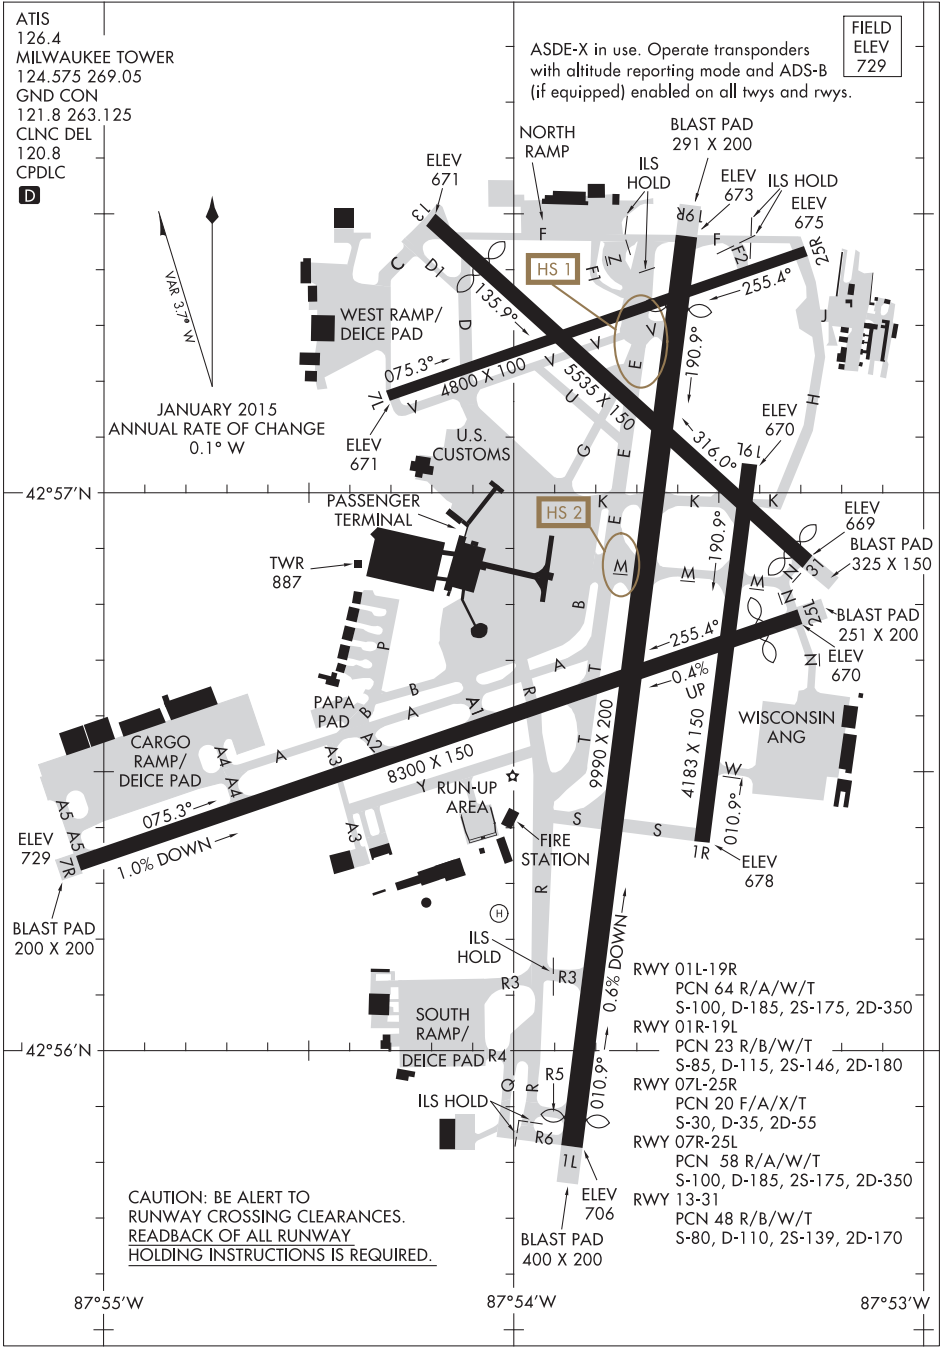 ATIS
126.4
MILWAUKEE TOWER
124.575 269.05
GND CON
121.8 263.125
CLNC DEL
120.8
CPDLC
D
ASDE-X in use. Operate transponders
with altitude reporting mode and ADS-B
(if equipped) enabled on all twys and rwys.
FIELD
ELEV
729
BLAST PAD
291 X 200
NORTH
RAMP
ILS
HOLD
ELEV
671
ELEV
673
ILS HOLD
ELEV
675
13
19R
25R
F
F
F2
F1
Z
C
D1
D
HS 1
VAR 3.7° W
135.9°
255.4°
WEST RAMP/
DEICE PAD
J
V
E
190.9°
075.3°
4800 X 100
V
V
V
7L
5535 X 150
U
H
JANUARY 2015
ANNUAL RATE OF CHANGE
0.1° W
ELEV
671
U.S.
CUSTOMS
G
E
316.0°
16L
ELEV
670
42°57'N
PASSENGER
TERMINAL
HS 2
K
K
K
E
190.9°
ELEV
669
BLAST PAD
325 X 150
TWR
887
M
M
M
N
31
N
25L
BLAST PAD
251 X 200
B
255.4°
0.4%
UP
ELEV
670
N
P
A
T
R
B
B
A
A1
PAPA
PAD
WISCONSIN
ANG
CARGO
RAMP/
DEICE PAD
A4
A
A3
A2
8300 X 150
T
9990 X 200
4183 X 150
W
A4
Y
RUN-UP
AREA
A5
075.3°
A3
S
S
010.9°
A5
ELEV
729
7R
1.0% DOWN
FIRE
STATION
1R
ELEV
678
R
BLAST PAD
200 X 200
H
ILS
HOLD
R3
R3
0.6% DOWN
RWY 01L-19R
PCN 64 R/A/W/T
S-100, D-185, 2S-175, 2D-350
SOUTH
RAMP/
DEICE PAD
RWY 01R-19L
PCN 23 R/B/W/T
S-85, D-115, 2S-146, 2D-180
42°56'N
R4
Q
R
R5
010.9°
RWY 07L-25R
PCN 20 F/A/X/T
S-30, D-35, 2D-55
ILS HOLD
R6
RWY 07R-25L
PCN 58 R/A/W/T
S-100, D-185, 2S-175, 2D-350
1L
ELEV
706
RWY 13-31
PCN 48 R/B/W/T
S-80, D-110, 2S-139, 2D-170
BLAST PAD
400 X 200
CAUTION: BE ALERT TO
RUNWAY CROSSING CLEARANCES.
READBACK OF ALL RUNWAY
HOLDING INSTRUCTIONS IS REQUIRED.
87°55'W
87°54'W
87°53'W